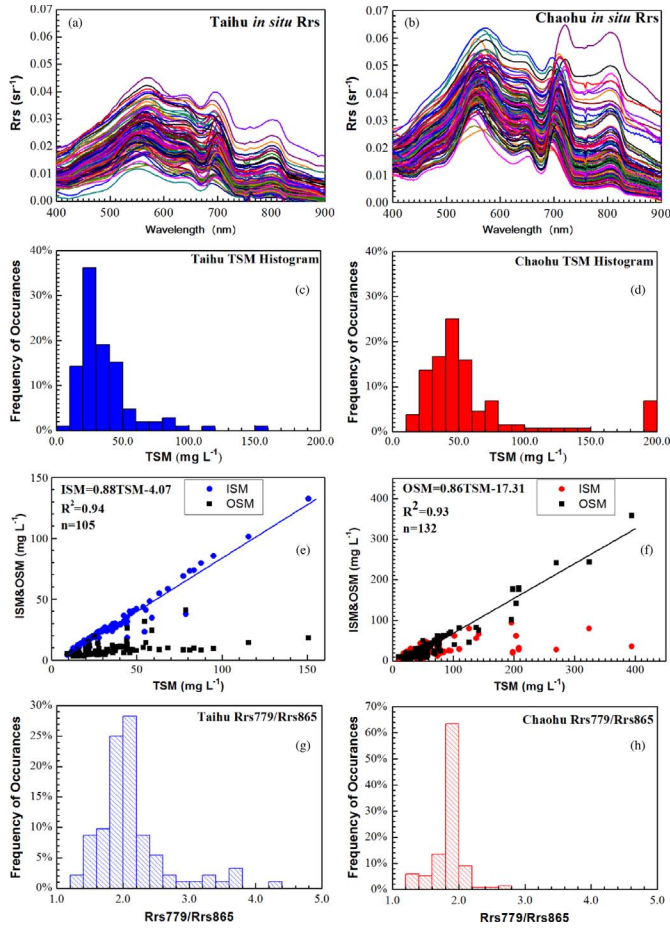 (a) Taihu in situ Rrs
Rrs (sr-1)
0.09
0.08
0.07
0.06
0.05
0.04
0.03
0.02
0.01
0.00
400 500 600 700 800 900
Wavelength (nm)
(b) Chaohu in situ Rrs
0.09
0.08
0.07
0.06
0.05
0.04
0.03
0.02
0.01
0.00
400 500 600 700 800 900
Wavelength (nm)
Taihu TSM Histogram
(c)
Frequency of Occurances
40%
30%
20%
10%
0%
0.0 50.0 100.0 150.0 200.0
TSM (mg L-1)
Chaohu TSM Histogram
(d)
Frequency of Occurances
40%
30%
20%
10%
0.0 50.0 100.0 150.0 200.0
TSM (mg L-1)
ISM=0.88TSM-4.07
R2=0.94
n=105
ISM
OSM
(e)
ISM&OSM (mg L-1)
150
100
50
0
0 50 100 150
TSM (mg L-1)
OSM=0.86TSM-17.31
R2=0.93
n=132
ISM
OSM
(f)
ISM&OSM (mg L-1)
400
300
200
100
0
0 100 200 300 400
TSM (mg L-1)
Taihu Rrs779/Rrs865
(g)
Frequency of Occurances
30%
25%
20%
15%
10%
5%
0%
1.0 2.0 3.0 4.0 5.0
Rrs779/Rrs865
Chaohu Rrs779/Rrs865
(h)
Frequency of Occurances
70%
60%
50%
40%
30%
20%
10%
0%
1.0 2.0 3.0 4.0 5.0
Rrs779/Rrs865